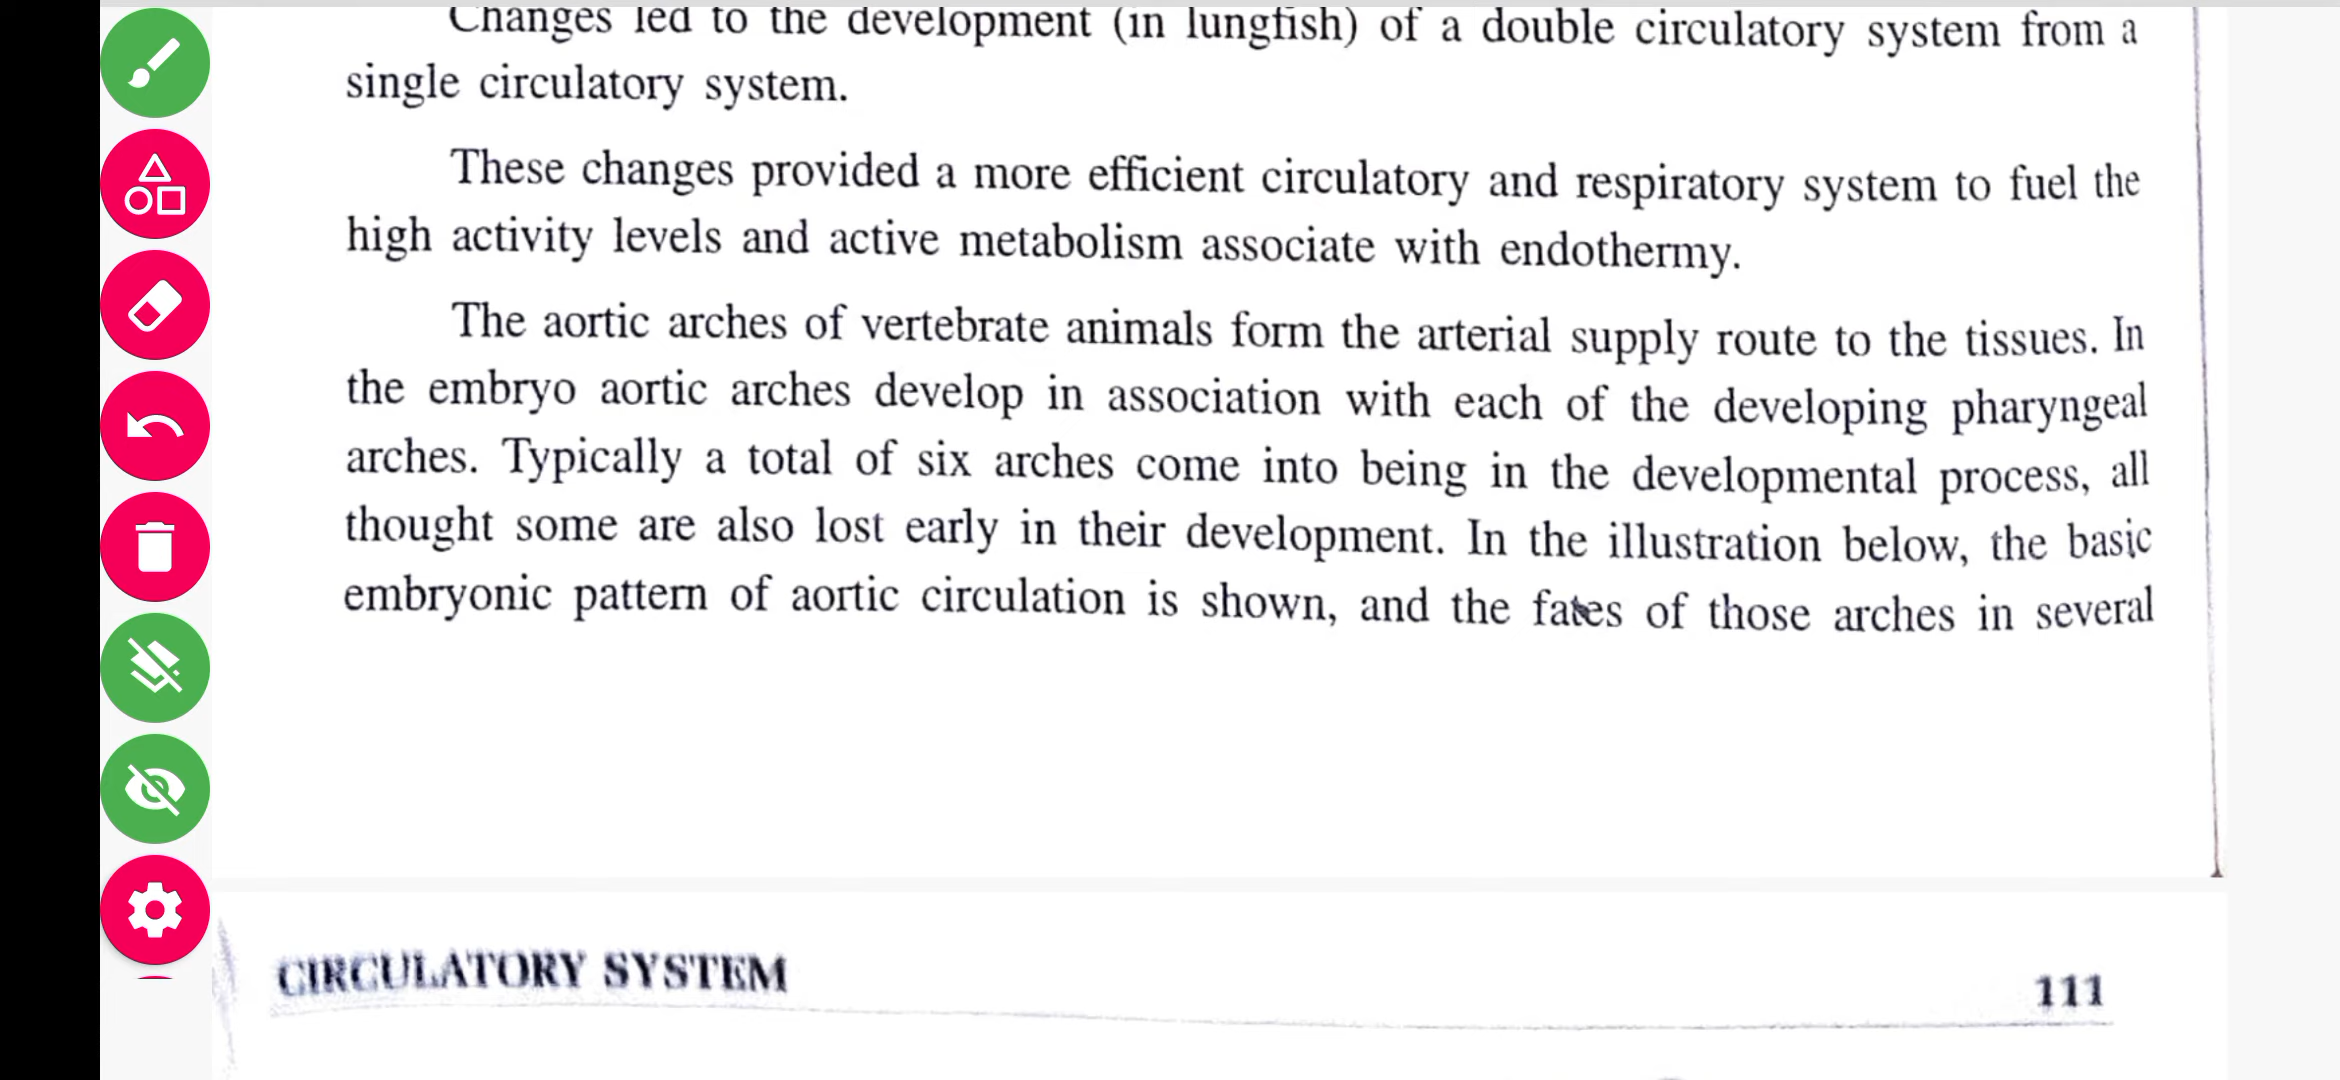 Changes led to the development (in lungfish) of a double circulatory system from a
single circulatory system.
These changes provided a more efficient circulatory and respiratory system to fuel the
high activity levels and active metabolism associate with endothermy.
The aortic arches of vertebrate animals form the arterial supply route to the tissues. In
the embryo aortic arches develop in association with each of the developing pharyngeal
arches. Typically a total of six arches come into being in the developmental process, all
thought some are also lost early in their development. In the illustration below, the basic
embryonic pattern of aortic circulation is shown, and the fates of those arches in several
CIRCULATORY SYSTEM 111